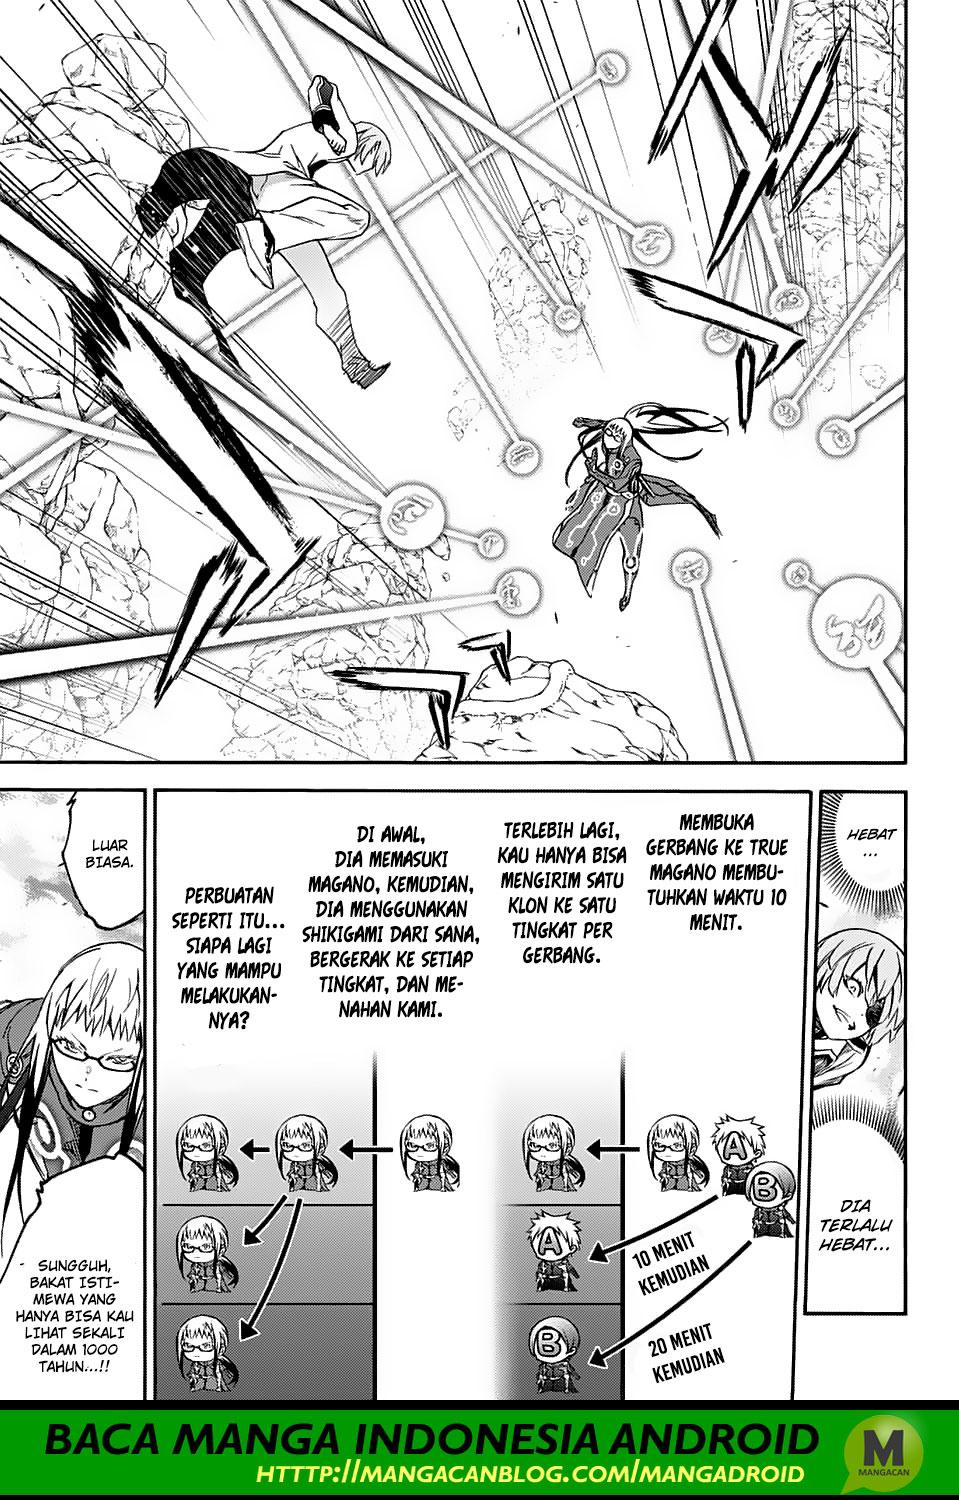 HEBAT
...
DIA
TERLALU
HEBAT...
MEMBUKA
GERBANG KE TRUE
MAGANO MEMBU-
TUHKAN WAKTU 10
MENIT.
TERLEBIH LAGI,
KAU HANYA BISA
MENGIRIM SATU
KLON KE SATU
TINGKAT PER
GERBANG.
DI AWAL,
DIA MEMASUKI
MAGANO, KEMUDIAN,
DIA MENGGUNAKAN
SHIKIGAMI DARI SANA,
BERGERAK KE SETIAP
TINGKAT, DAN ME-
NAHAN KAMI.
PERBUATAN
SEPERTI ITU...
SIAPA LAGI
YANG MAMPU
MELAKUKAN-
NYA?
A
B
A
10 MENIT
KEMUDIAN
B
20 MENIT
KEMUDIAN
LUAR
BIASA.
SUNGGUH,
BAKAT ISTI-
MEWA YANG
HANYA BISA KAU
LIHAT SEKALI
DALAM 1000
TAHUN...!!
BACA MANGA INDONESIA ANDROID
HTTTP://MANGACANBLOG.COM/MANGADROID
M
MANGACAN